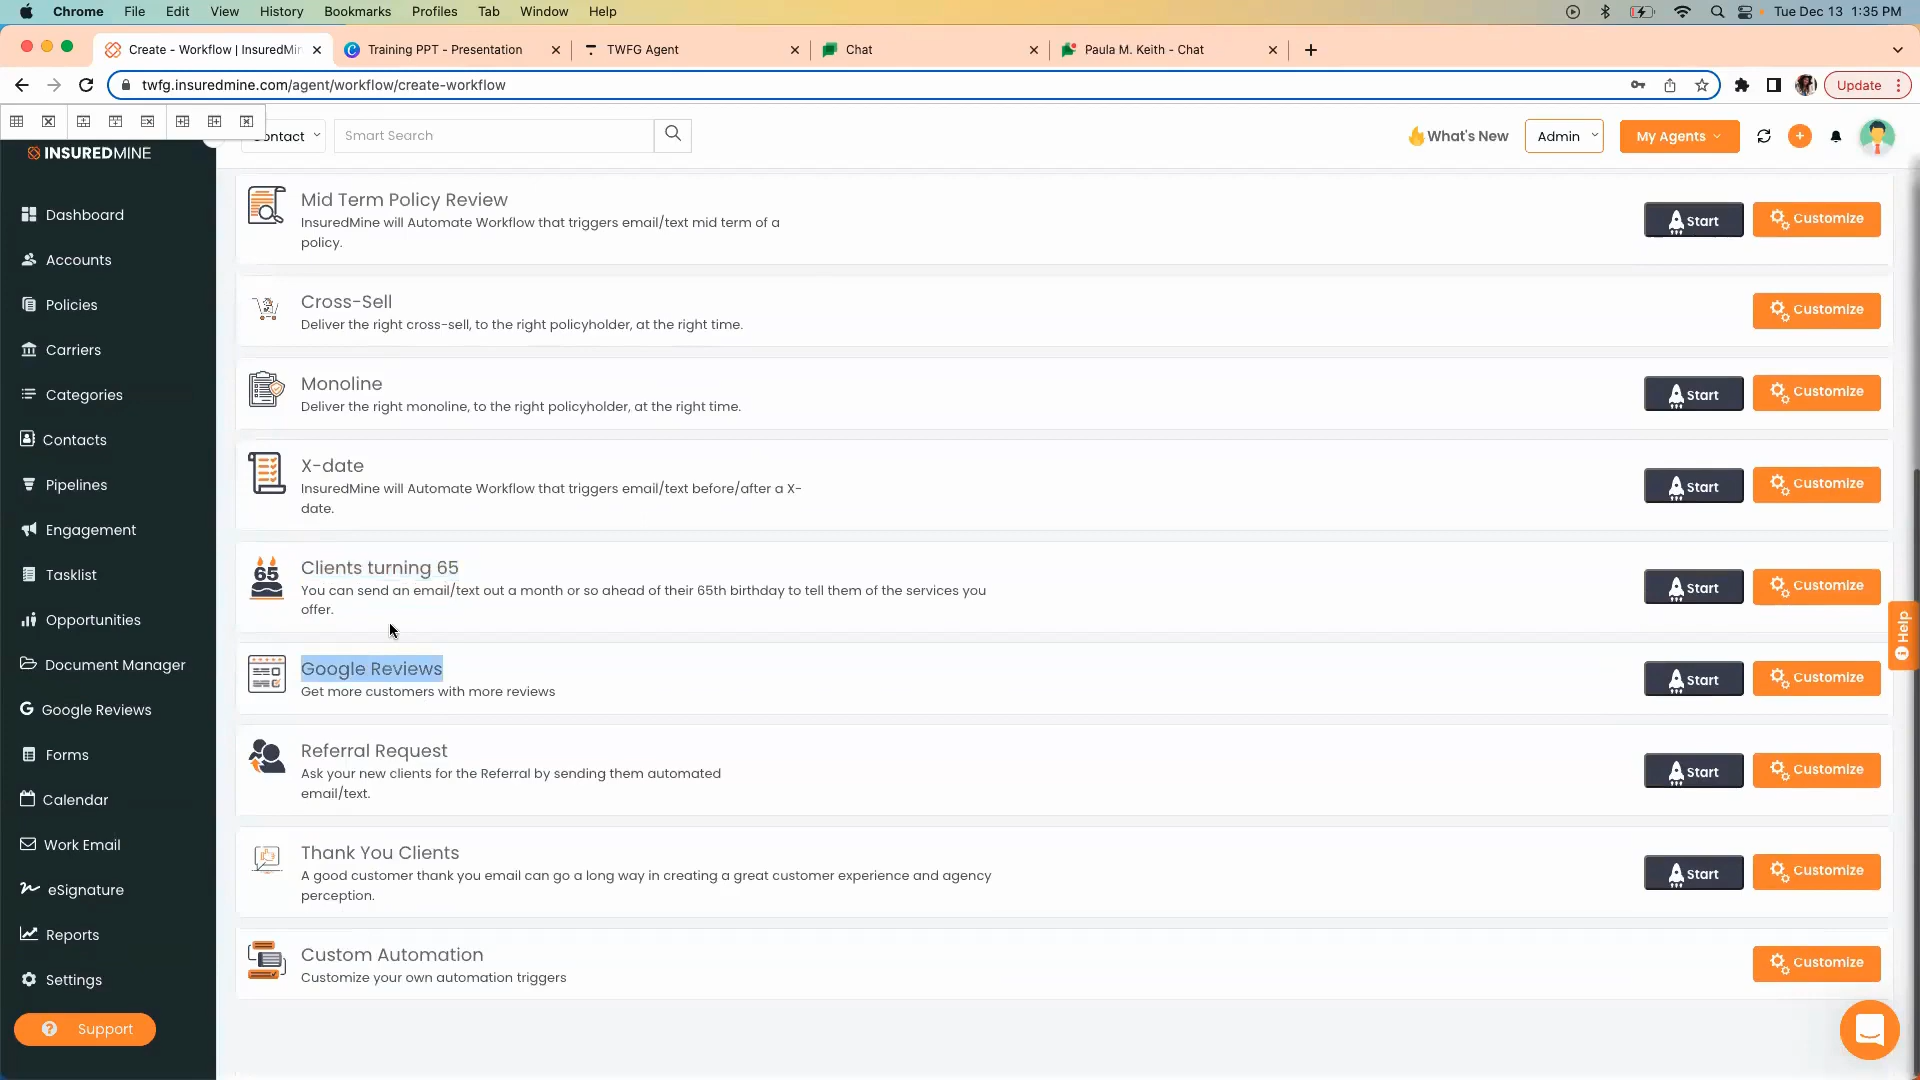 Chrome File Edit View History Bookmarks Profiles Tab Window Help Tue Dec 13 1:35 PM
Create - Workflow | InsuredMin Training PPT - Presentation TWFG Agent Chat Paula M. Keith - Chat
twfg.insuredmine.com/agent/workflow/create-workflow Update
ontact Smart Search What's New Admin My Agents
INSUREDMINE
Dashboard
Accounts
Policies
Carriers
Categories
Contacts
Pipelines
Engagement
Tasklist
Opportunities
Document Manager
Google Reviews
Forms
Calendar
Work Email
eSignature
Reports
Settings
Support
Mid Term Policy Review
InsuredMine will Automate Workflow that triggers email/text mid term of a
policy.
Start Customize
Cross-Sell
Deliver the right cross-sell, to the right policyholder, at the right time.
Customize
Monoline
Deliver the right monoline, to the right policyholder, at the right time.
Start Customize
X-date
InsuredMine will Automate Workflow that triggers email/text before/after a X-
date.
Start Customize
65
Clients turning 65
You can send an email/text out a month or so ahead of their 65th birthday to tell them of the services you
offer.
Start Customize
Google Reviews
Get more customers with more reviews
Start Customize
Referral Request
Ask your new clients for the Referral by sending them automated
email/text.
Start Customize
Thank You Clients
A good customer thank you email can go a long way in creating a great customer experience and agency
perception.
Start Customize
Custom Automation
Customize your own automation triggers
Customize
Help